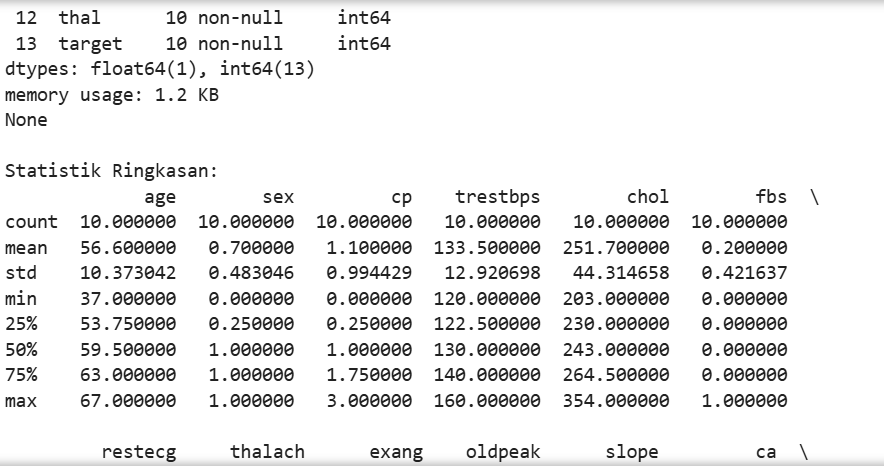 12  thal      10 non-null     int64
13  target    10 non-null     int64
dtypes: float64(1), int64(13)
memory usage: 1.2 KB
None
Statistik Ringkasan:
age        sex         cp    trestbps        chol        fbs  \
count  10.000000  10.000000  10.000000   10.000000   10.000000  10.000000
mean   56.600000   0.700000   1.100000  133.500000  251.700000   0.200000
std    10.373042   0.483046   0.994429   12.920698   44.314658   0.421637
min    37.000000   0.000000   0.000000  120.000000  203.000000   0.000000
25%    53.750000   0.250000   0.250000  122.500000  230.000000   0.000000
50%    59.500000   1.000000   1.000000  130.000000  243.000000   0.000000
75%    63.000000   1.000000   1.750000  140.000000  264.500000   0.000000
max    67.000000   1.000000   3.000000  160.000000  354.000000   1.000000
restecg     thalach      exang    oldpeak      slope         ca  \